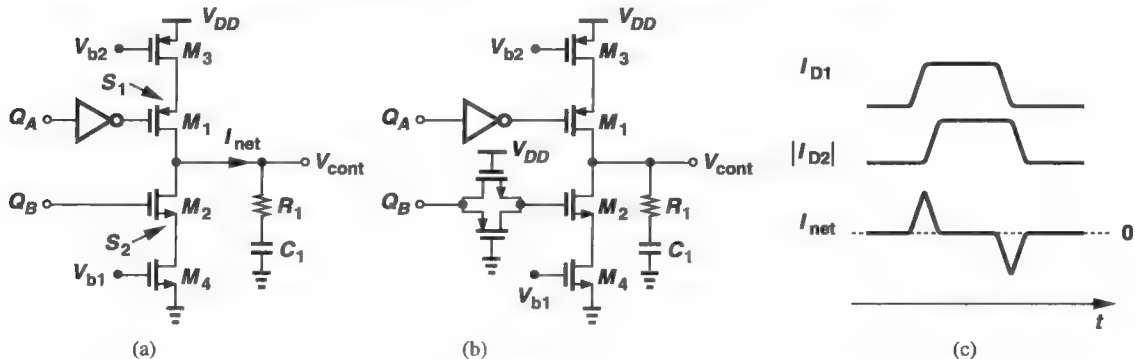 V_DD
V_b2
M_3
S_1
Q_A
M_1
I_net
V_cont
Q_B
M_2
R_1
S_2
C_1
V_b1
M_4
(a)
V_DD
V_b2
M_3
Q_A
M_1
V_DD
V_cont
Q_B
M_2
R_1
C_1
V_b1
M_4
(b)
I_D1
|I_D2|
I_net
0
t
(c)